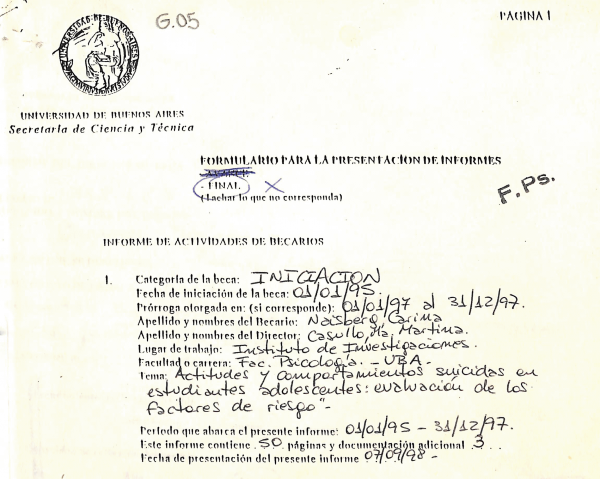 G.05
PAGINA 1
UNIVERSIDAD DE BUENOS AIRES
Secretaría de Ciencia y Técnica
FORMULARIO PARA LA PRESENTACION DE INFORMES
- FINAL X
(Tachar lo que no corresponda)
F. Ps.
INFORME DE ACTIVIDADES DE BECARIOS
1. Categoría de la beca: INICIACION
Fecha de iniciación de la beca: 01/01/95.
Prórroga otorgada en: (si corresponde): 01/01/97 al 31/12/97.
Apellido y nombres del Becario: Naisberg, Carina
Apellido y nombres del Director: Casullo, Ma. Martina.
Lugar de trabajo: Instituto de Investigaciones.
Facultad o carrera: Fac. Psicología - UBA -
Tema: Actitudes y comportamientos suicidas en
estudiantes adolescentes: evaluación de los
factores de riesgo"-
Período que abarca el presente informe: 01/01/95 - 31/12/97.
Este informe contiene . 50 . páginas y documentación adicional . 3 . .
Fecha de presentación del presente informe 07/09/98 -